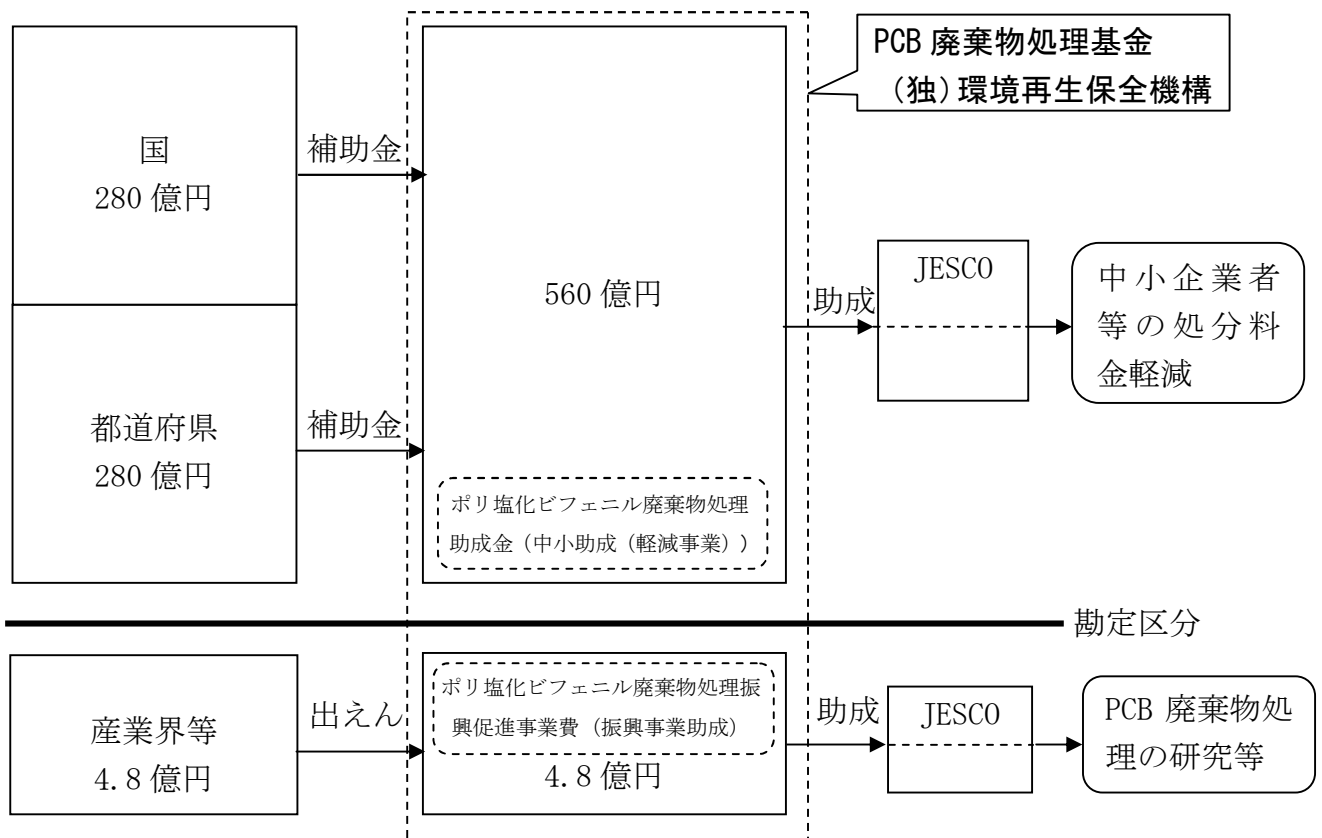 PCB 廃棄物処理基金
（独）環境再生保全機構
国
280 億円
補助金
都道府県
280 億円
補助金
560 億円
ポリ塩化ビフェニル廃棄物処理
助成金（中小助成（軽減事業））
助成
JESCO
中小企業者
等の処分料
金軽減
勘定区分
産業界等
4.8 億円
出えん
ポリ塩化ビフェニル廃棄物処理振
興促進事業費（振興事業助成）
4.8 億円
助成
JESCO
PCB 廃棄物処
理の研究等